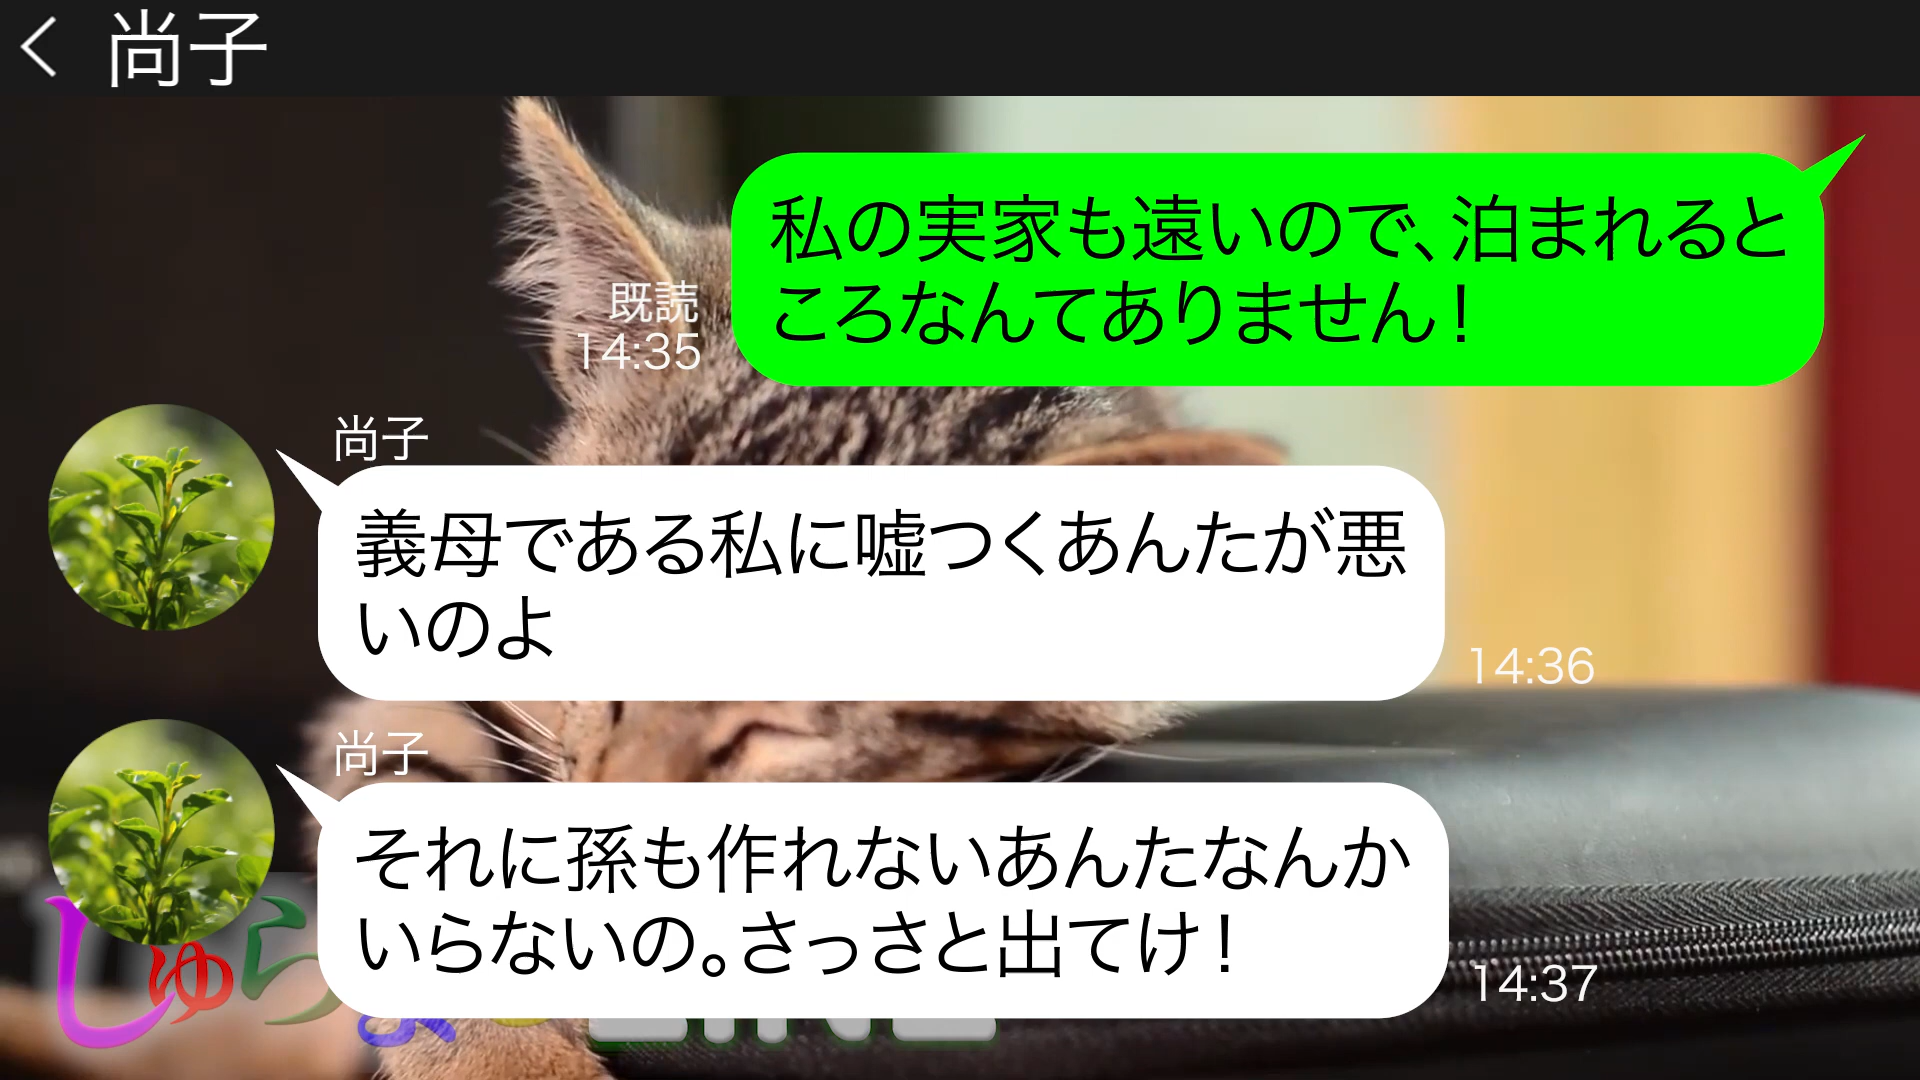 尚子
私の実家も遠いので、泊まれると
ころなんてありません！
既読
14:35
尚子
義母である私に嘘つくあんたが悪
いのよ
14:36
尚子
それに孫も作れないあんたなんか
いらないの。さっさと出てけ！
14:37
しゅら